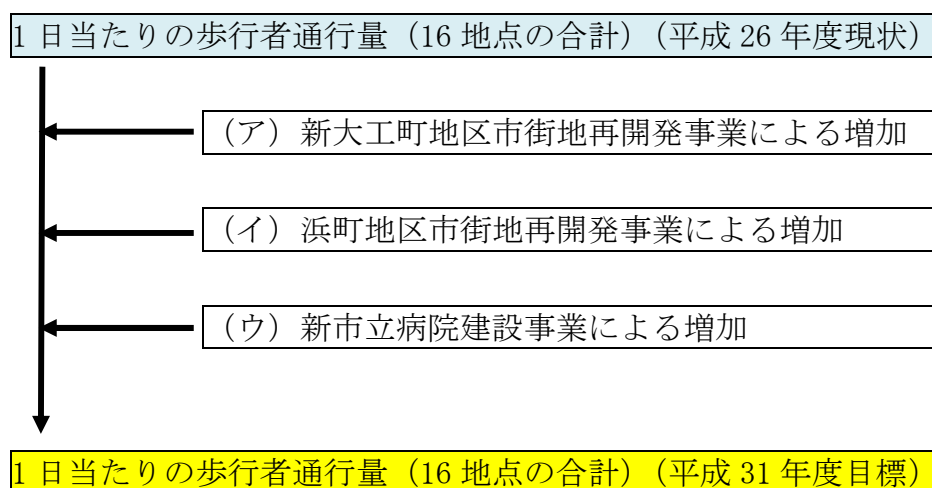 1 日当たりの歩行者通行量（16 地点の合計）（平成 26 年度現状）
（ア）新大工町地区市街地再開発事業による増加
（イ）浜町地区市街地再開発事業による増加
（ウ）新市立病院建設事業による増加
1 日当たりの歩行者通行量（16 地点の合計）（平成 31 年度目標）